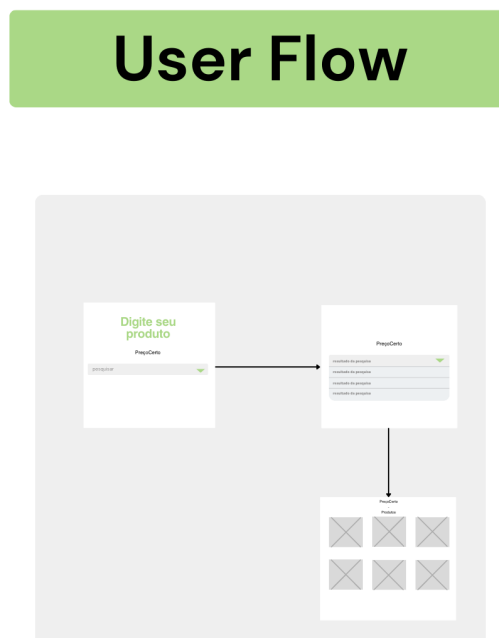 User Flow
Digite seu
produto
PreçoCerto
pesquisar
PreçoCerto
resultado da pesquisa
resultado da pesquisa
resultado da pesquisa
resultado da pesquisa
PreçoCerto
Produtos